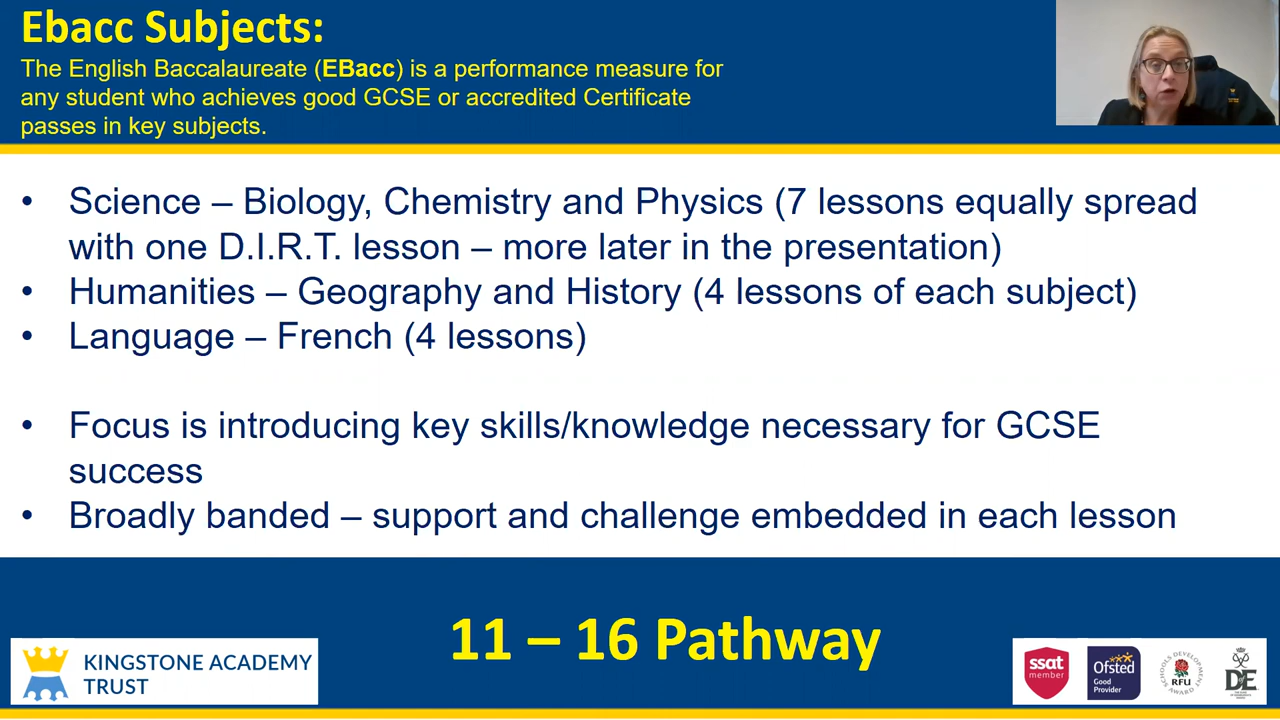 Ebacc Subjects:
The English Baccalaureate (EBacc) is a performance measure for
any student who achieves good GCSE or accredited Certificate
passes in key subjects.
• Science – Biology, Chemistry and Physics (7 lessons equally spread
with one D.I.R.T. lesson – more later in the presentation)
• Humanities – Geography and History (4 lessons of each subject)
• Language – French (4 lessons)
• Focus is introducing key skills/knowledge necessary for GCSE
success
• Broadly banded – support and challenge embedded in each lesson
11 – 16 Pathway
KINGSTONE ACADEMY
TRUST
ssat
member
Ofsted
Good
Provider
SCHOOLS DEVELOPMENT
RFU
AWARD
DE